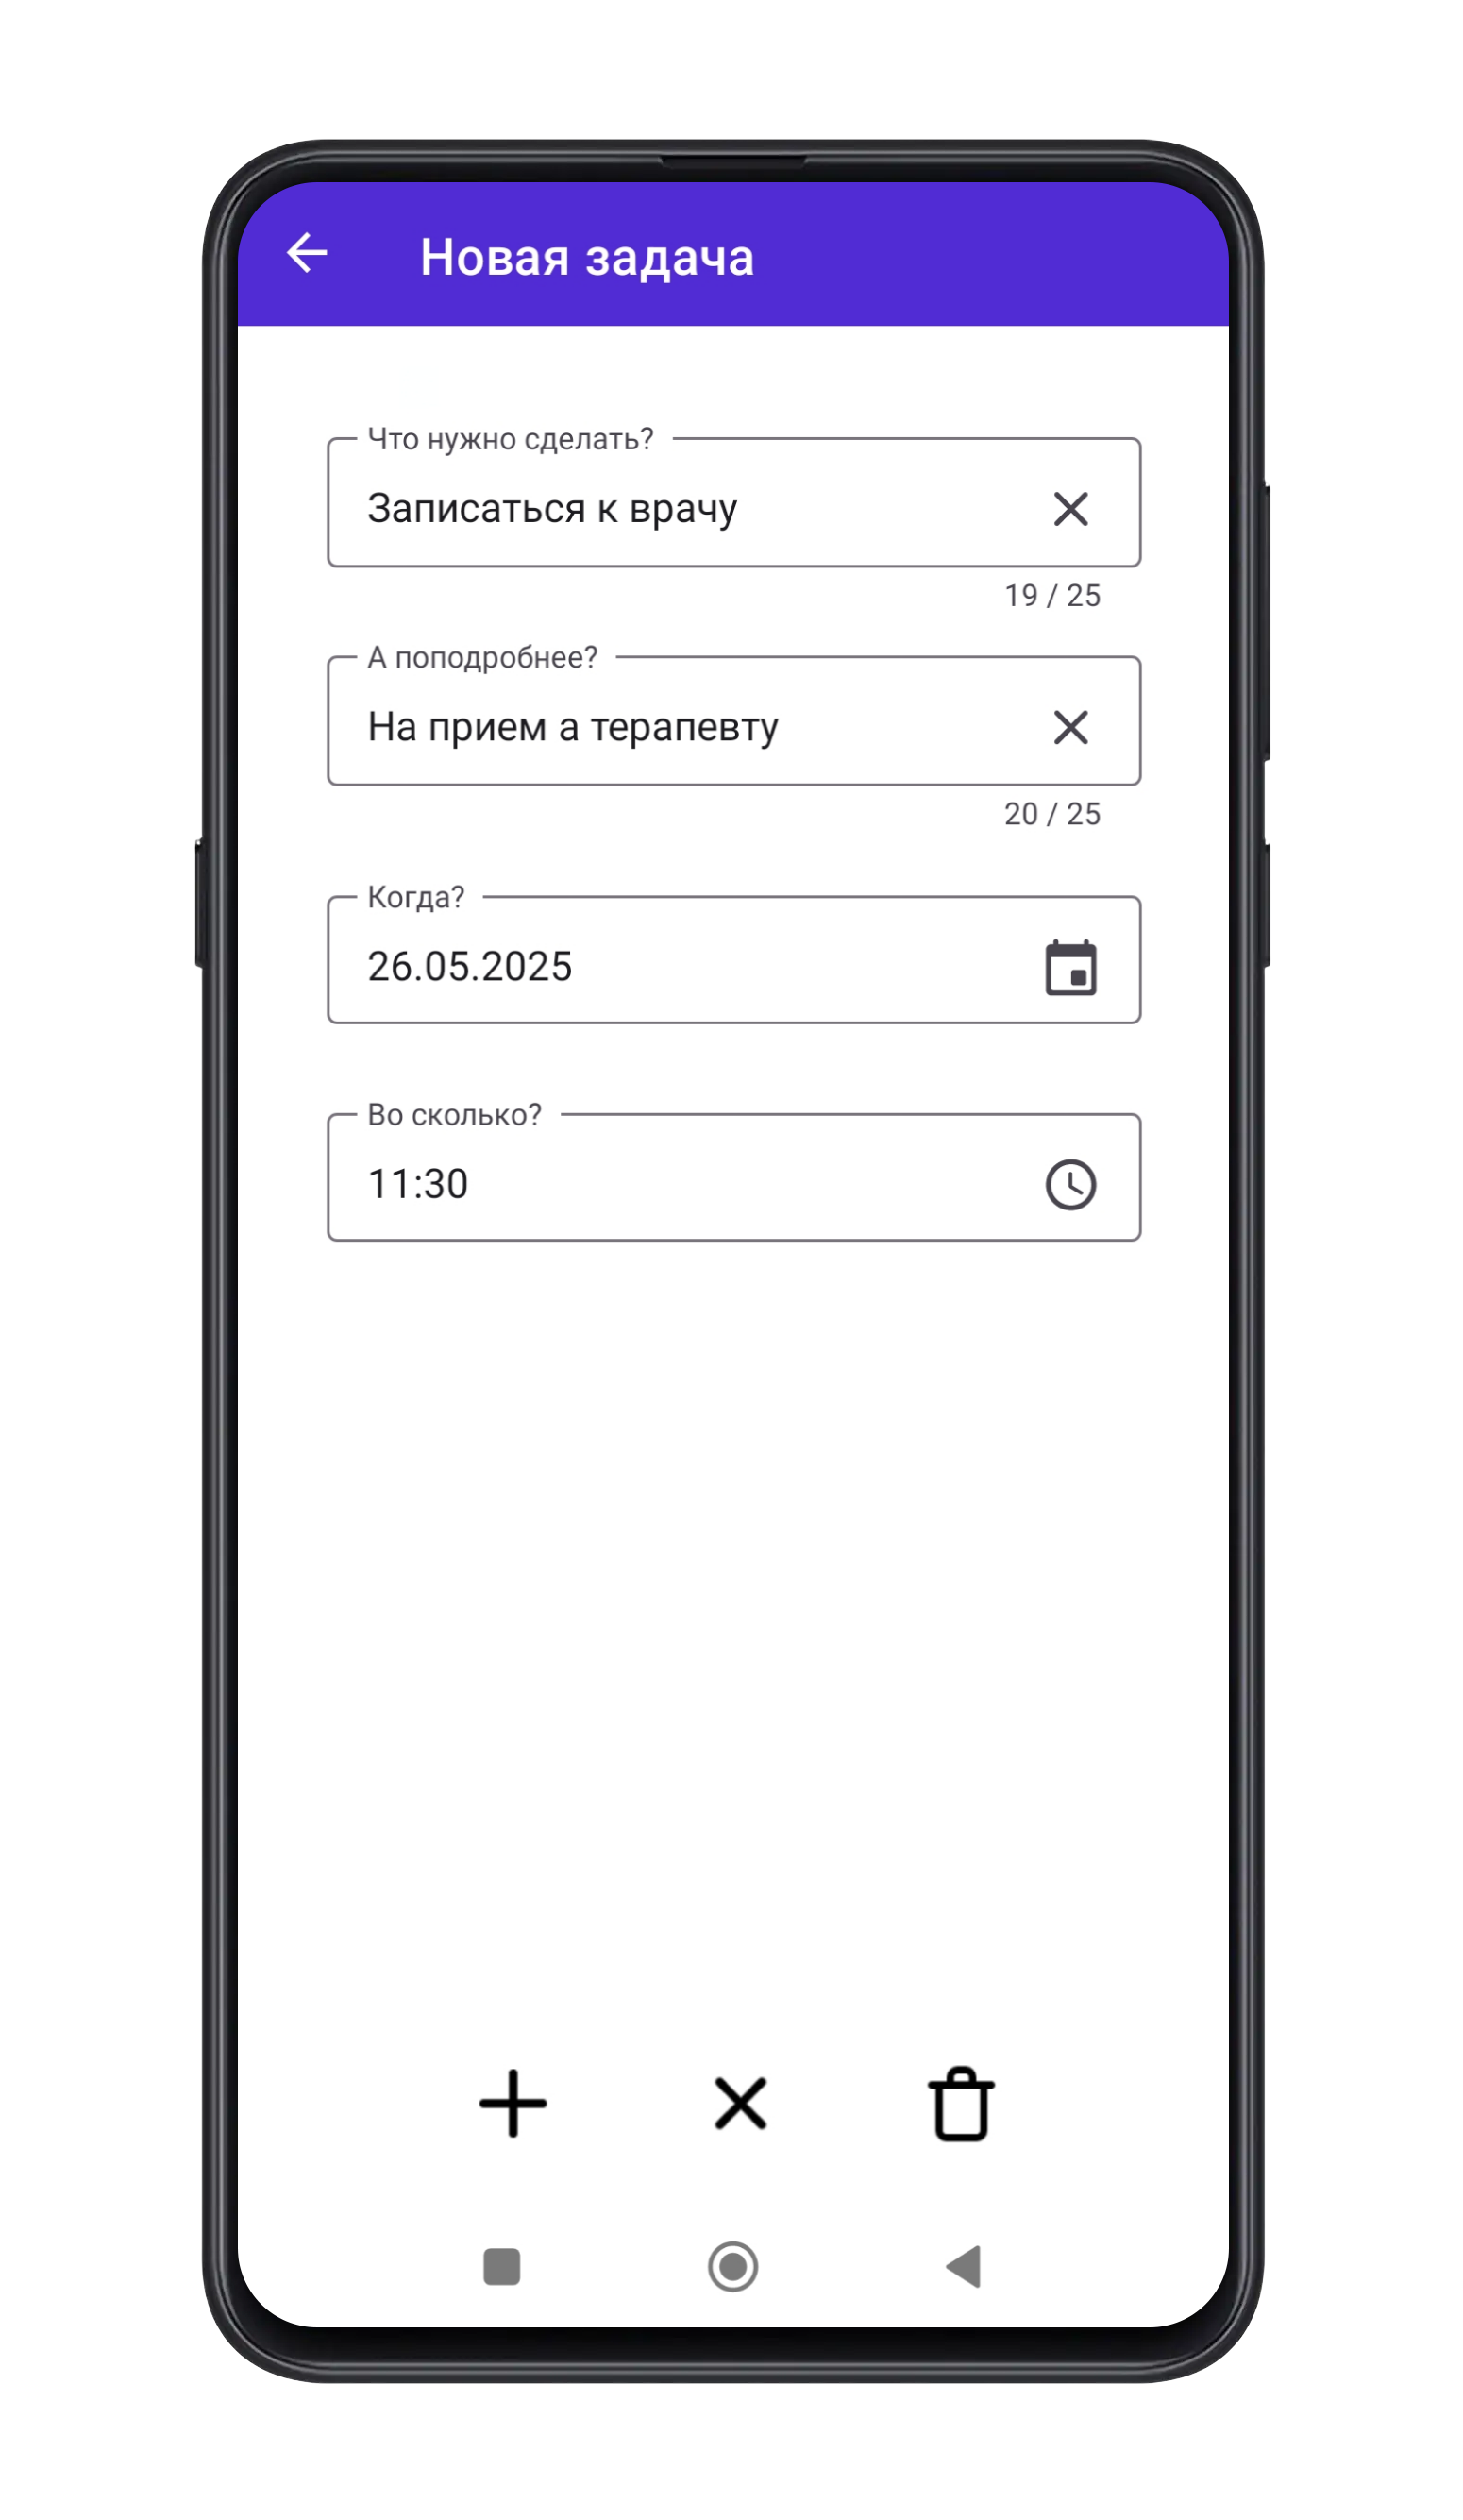 Новая задача
Что нужно сделать?
Записаться к врачу
19 / 25
А поподробнее?
На прием а терапевту
20 / 25
Когда?
26.05.2025
Во сколько?
11:30